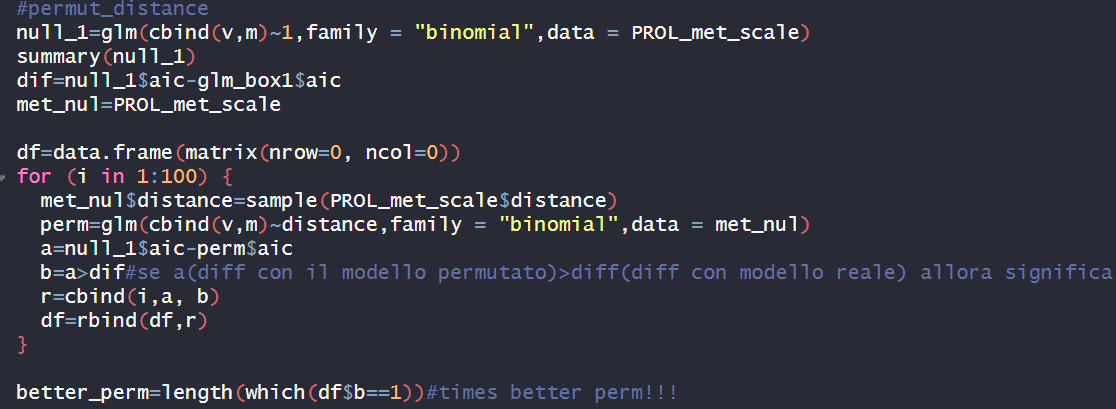 #permut_distance
null_1=glm(cbind(v,m)~1,family = "binomial",data = PROL_met_scale)
summary(null_1)
dif=null_1$aic-glm_box1$aic
met_nul=PROL_met_scale
df=data.frame(matrix(nrow=0, ncol=0))
for (i in 1:100) {
met_nul$distance=sample(PROL_met_scale$distance)
perm=glm(cbind(v,m)~distance,family = "binomial",data = met_nul)
a=null_1$aic-perm$aic
b=a>dif#se a(diff con il modello permutato)>diff(diff con modello reale) allora significa
r=cbind(i,a, b)
df=rbind(df,r)
}
better_perm=length(which(df$b==1))#times better perm!!!